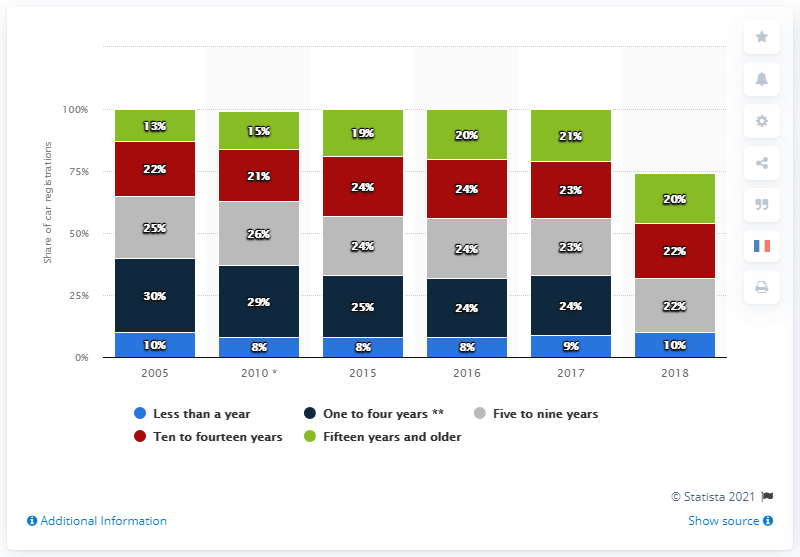 100%
75%
50%
25%
0%
Share of car registrations
13% 15% 19% 20% 21%
22% 21% 24% 24% 23% 20%
25% 26% 24% 24% 23% 22%
30% 29% 25% 24% 24% 22%
10% 8% 8% 8% 9% 10%
2005 2010 * 2015 2016 2017 2018
Less than a year One to four years ** Five to nine years
Ten to fourteen years Fifteen years and older
© Statista 2021
Additional Information Show source